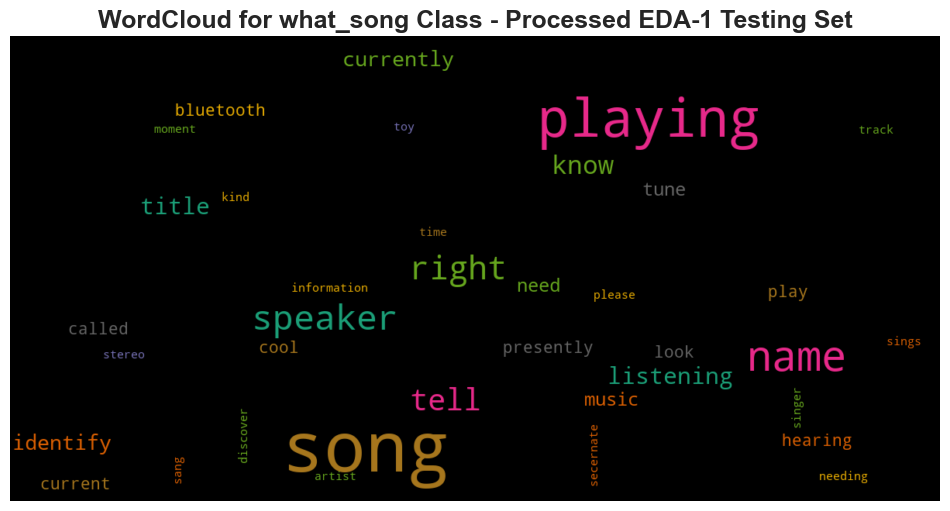 WordCloud for what_song Class - Processed EDA-1 Testing Set
currently
bluetooth
playing
moment
toy
track
know
tune
title
kind
time
right
need
information
please
play
speaker
called
stereo
cool
presently
look
sings
name
listening
tell
music
singer
discover
song
identify
secernate
hearing
sang
artist
needing
current